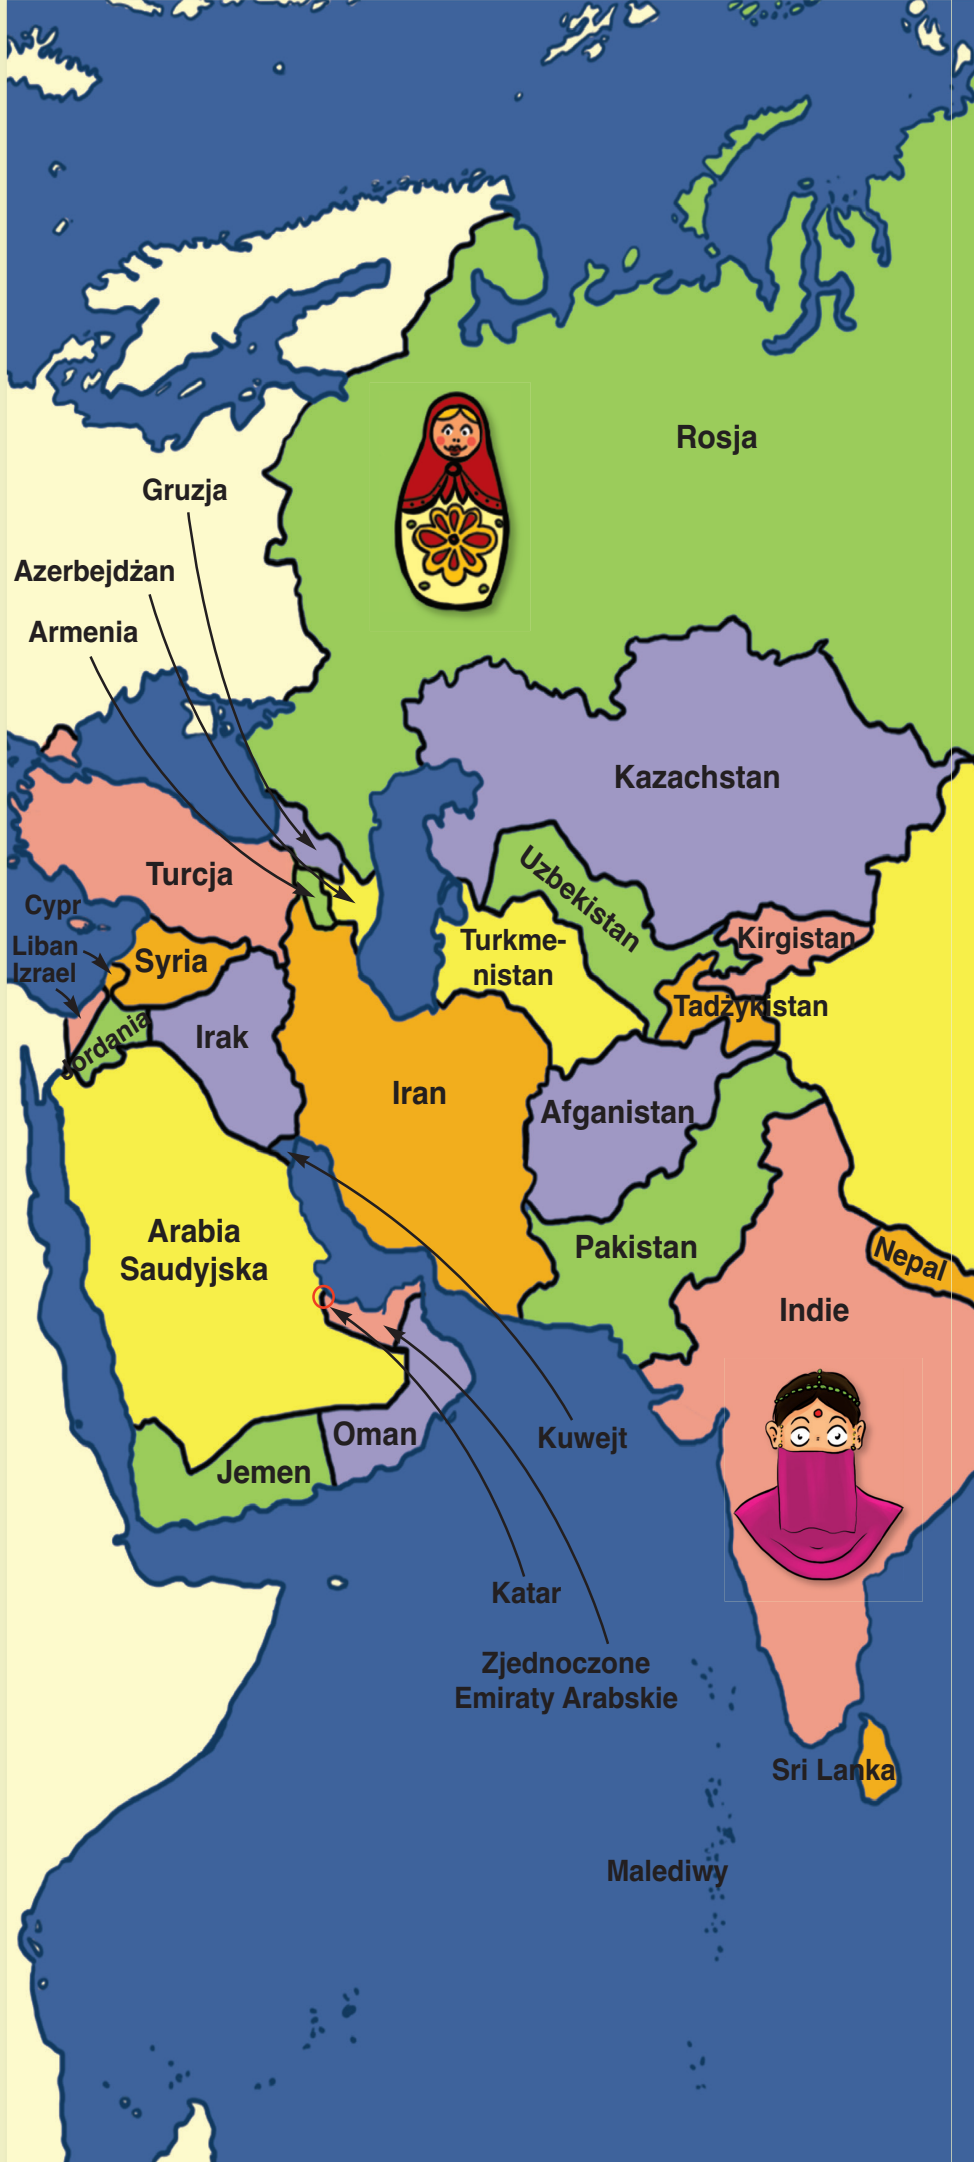 Rosja
Gruzja
Azerbejdżan
Armenia
Kazachstan
Turcja
Uzbekistan
Cypr
Liban
Izrael
Syria
Turkme-
nistan
Kirgistan
Tadżykistan
Jordania
Irak
Iran
Afganistan
Arabia
Saudyjska
Pakistan
Nepal
Indie
Oman
Kuwejt
Jemen
Katar
Zjednoczone
Emiraty Arabskie
Sri Lanka
Malediwy